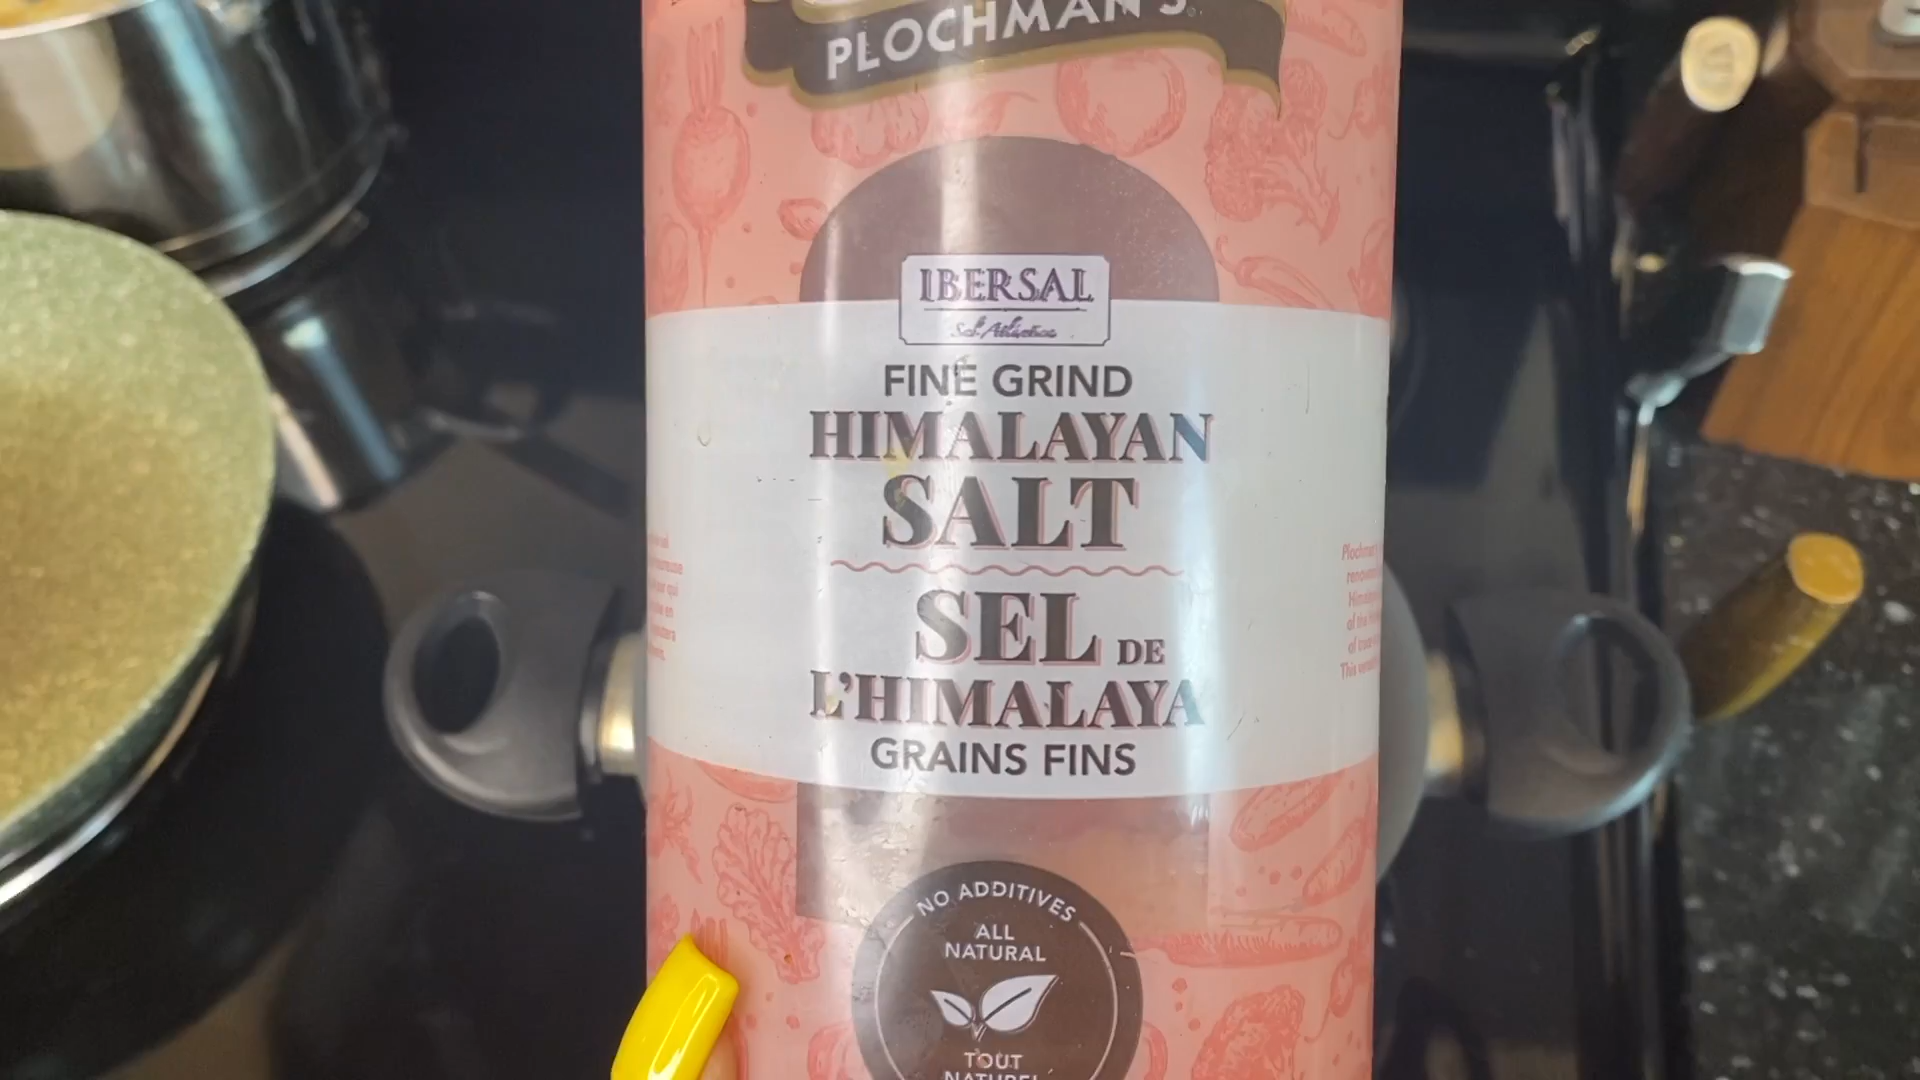 PLOCHMAN'S
IBERSAL
FINE GRIND
HIMALAYAN
SALT
SEL DE
L'HIMALAYA
GRAINS FINS
NO ADDITIVES
ALL
NATURAL
TOUT
NATUREL